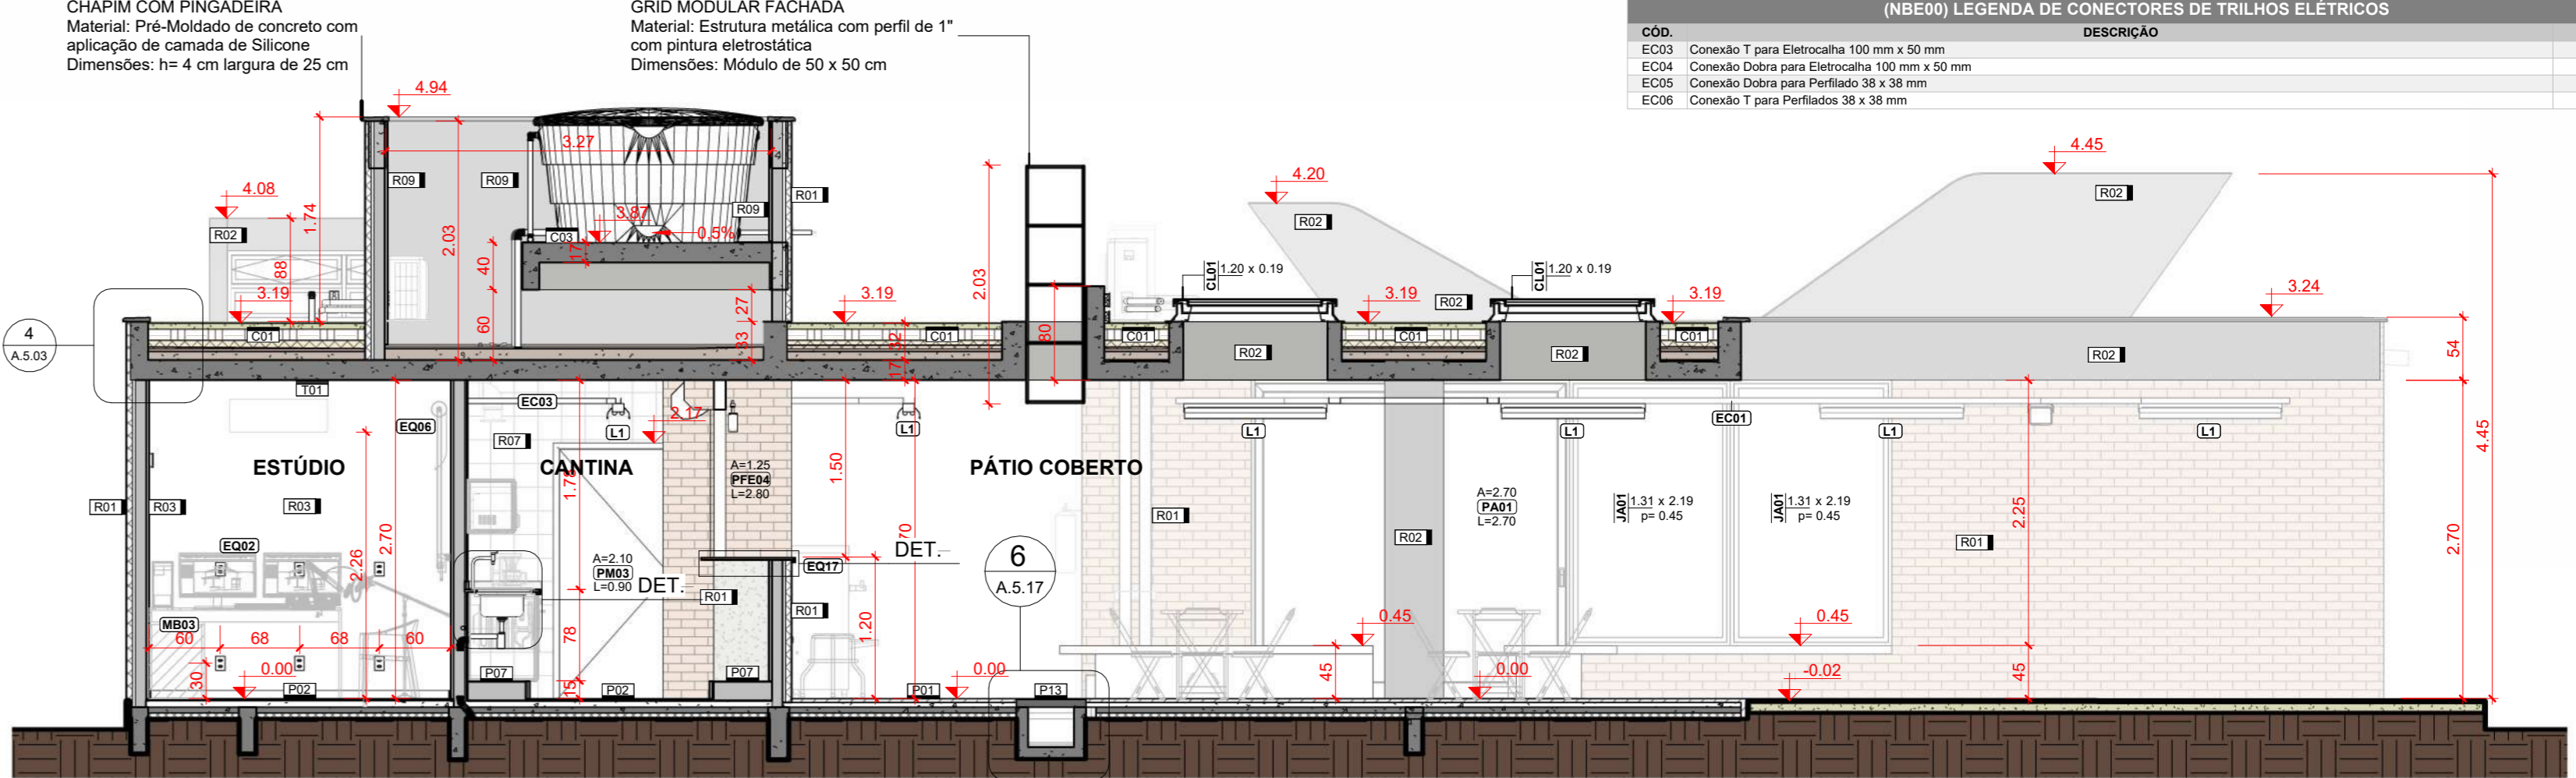 CHAPIM COM PINGADEIRA
Material: Pré-Moldado de concreto com
aplicação de camada de Silicone
Dimensões: h= 4 cm largura de 25 cm
GRID MODULAR FACHADA
Material: Estrutura metálica com perfil de 1"
com pintura eletrostática
Dimensões: Módulo de 50 x 50 cm
(NBE00) LEGENDA DE CONECTORES DE TRILHOS ELÉTRICOS
CÓD. DESCRIÇÃO
EC03 Conexão T para Eletrocalha 100 mm x 50 mm
EC04 Conexão Dobra para Eletrocalha 100 mm x 50 mm
EC05 Conexão Dobra para Perfilado 38 x 38 mm
EC06 Conexão T para Perfilados 38 x 38 mm
4.94
3.27
4.45
4.20
4.08
R09
R09
R09
R01
R02
R02
R02
1.74
2.03
3.87
0,5%
C03
17
40
60
27
33
88
3.19
R02
C01
3.19
C01
32
17
2.03
80
CL01 1.20 x 0.19
CL01 1.20 x 0.19
3.19
R02
3.19
3.24
C01
C01
C01
R02
R02
R02
54
4.45
2.70
4
A.5.03
T01
EQ06
EC03
L1
2.17
L1
L1
L1
EC01
L1
L1
R07
ESTÚDIO
CANTINA
PÁTIO COBERTO
A=1.25
PFE04
L=2.80
1.50
1.78
R01
R03
R03
2.26
2.70
EQ02
MB03
60
68
68
60
30
0.00
P02
A=2.10
PM03
L=0.90
DET.
78
15
P07
P02
P07
R01
R01
EQ17
DET.
70
1.20
P01
0.00
6
A.5.17
P13
R01
R02
A=2.70
PA01
L=2.70
JA01 1.31 x 2.19
p= 0.45
JA01 1.31 x 2.19
p= 0.45
R01
2.25
45
0.45
45
0.45
0.00
-0.02